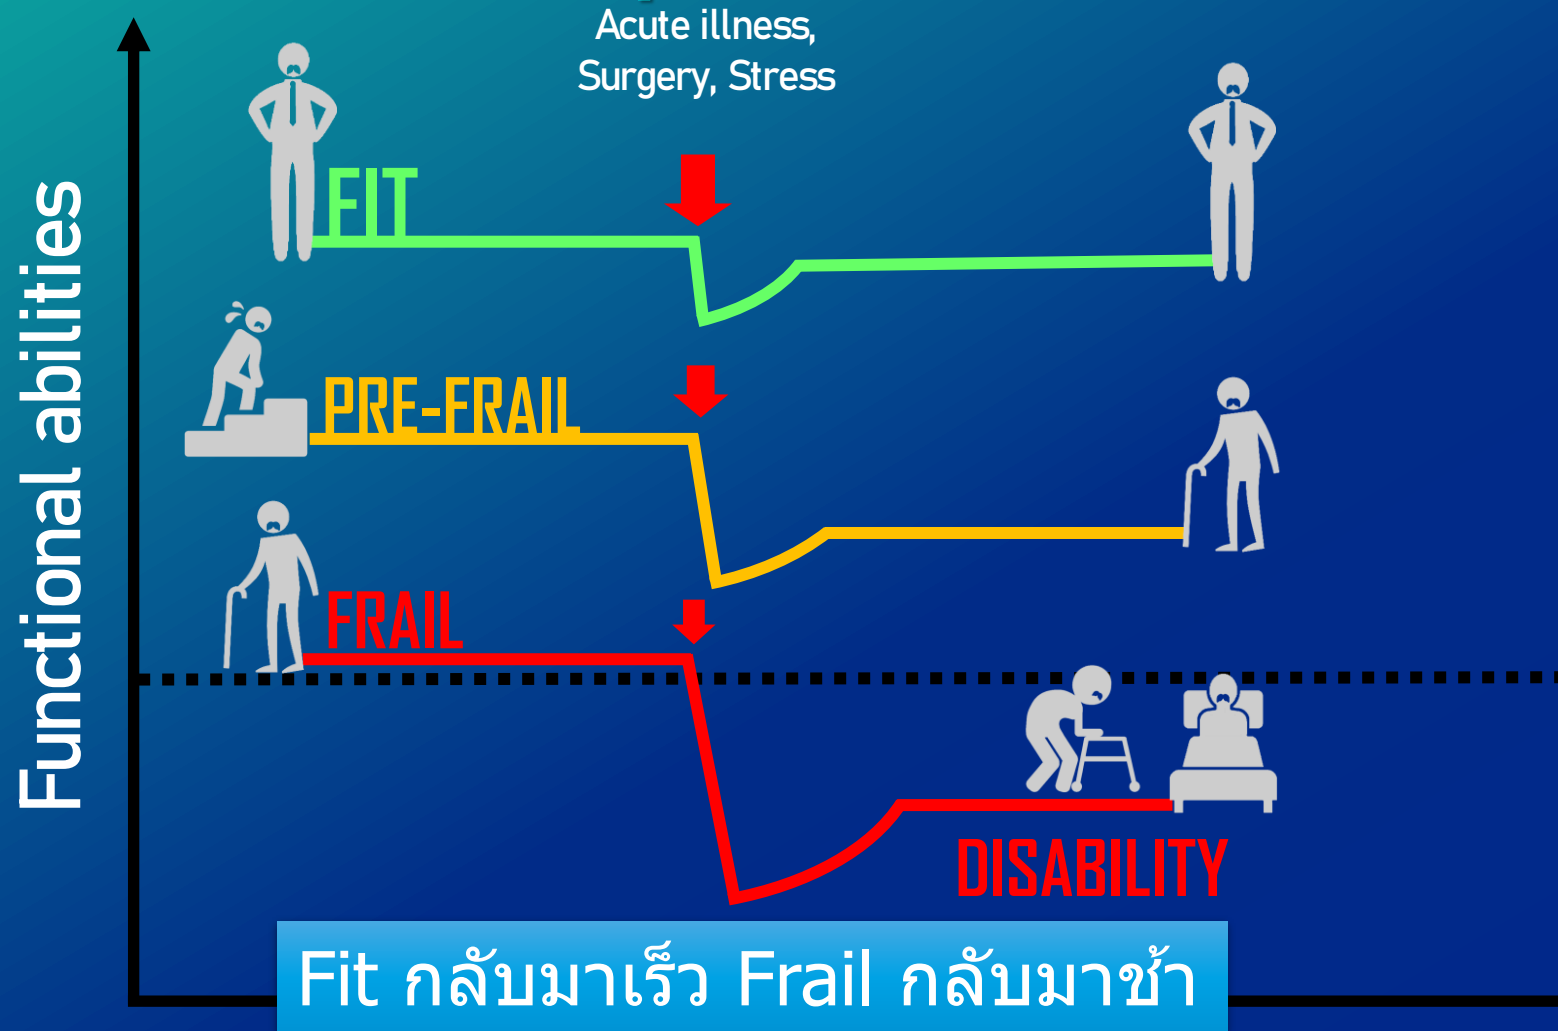 Acute illness,
Surgery, Stress
FIT
PRE-FRAIL
FRAIL
DISABILITY
Functional abilities
Fit กลับมาเร็ว Frail กลับมาช้า